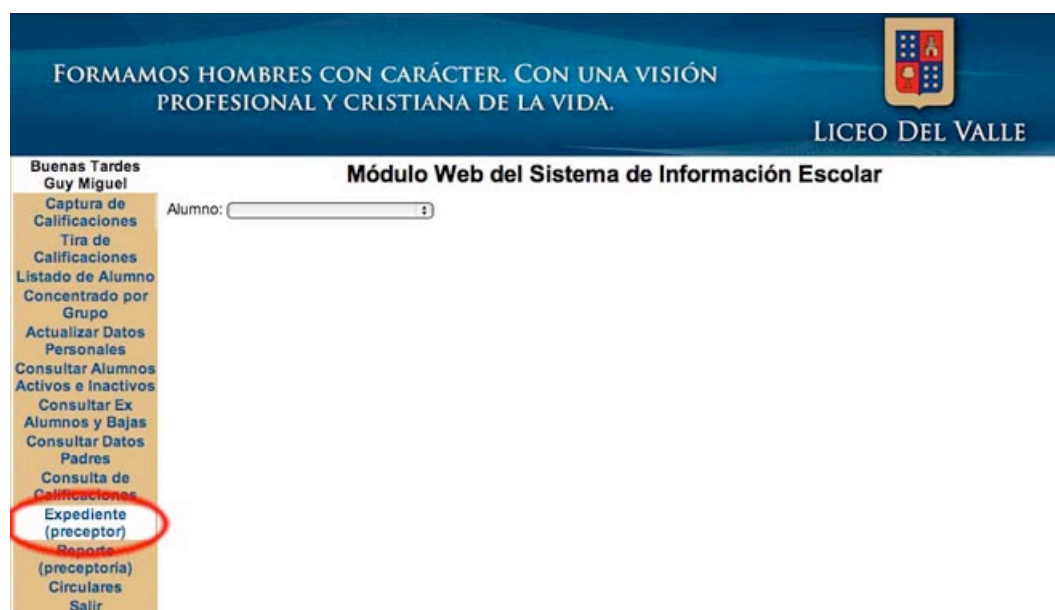 FORMAMOS HOMBRES CON CARÁCTER. CON UNA VISIÓN
PROFESIONAL Y CRISTIANA DE LA VIDA.
LICEO DEL VALLE
Buenas Tardes
Guy Miguel
Módulo Web del Sistema de Información Escolar
Alumno:
Captura de
Calificaciones
Tira de
Calificaciones
Listado de Alumno
Concentrado por
Grupo
Actualizar Datos
Personales
Consultar Alumnos
Activos e Inactivos
Consultar Ex
Alumnos y Bajas
Consultar Datos
Padres
Consulta de
Calificaciones
Expediente
(preceptor)
Reporte
(preceptoría)
Circulares
Salir